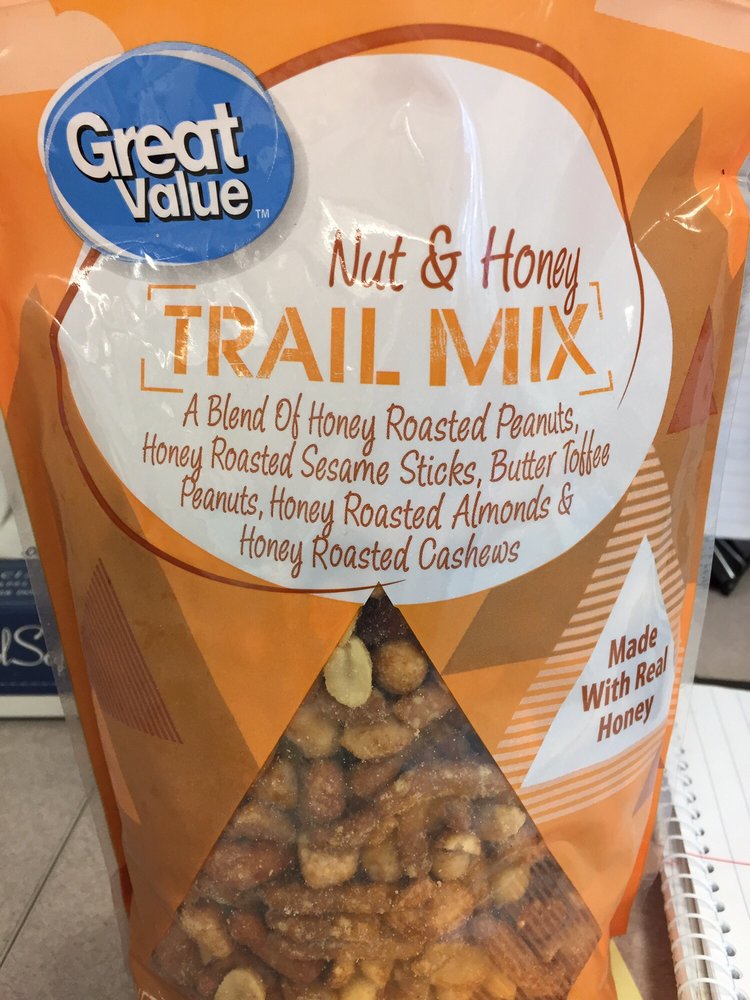 Great
Value
TM
Nut & Honey
TRAIL MIX
A Blend Of Honey Roasted Peanuts,
Honey Roasted Sesame Sticks, Butter Toffee
Peanuts, Honey Roasted Almonds &
Honey Roasted Cashews
Made
With Real
Honey